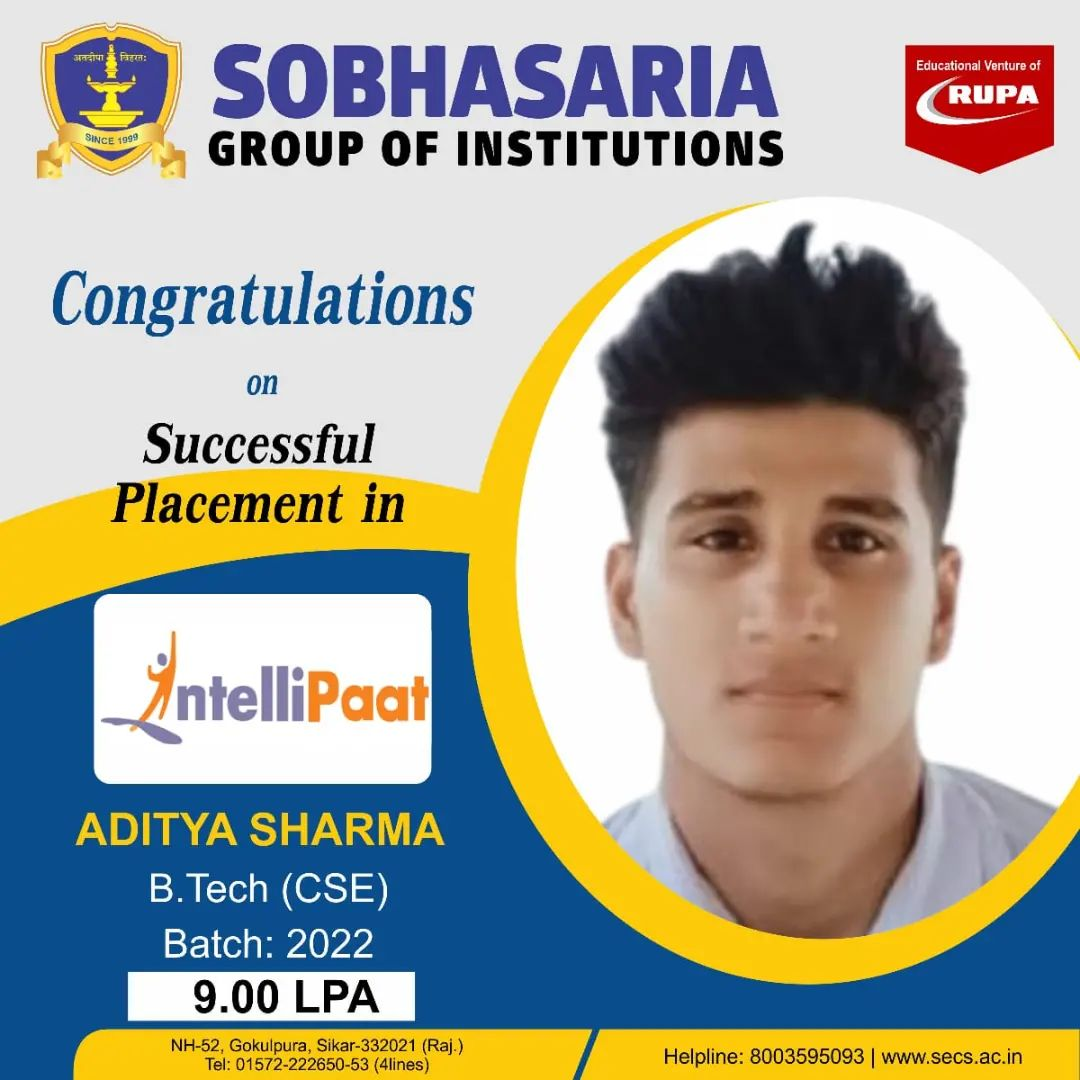 अतदीपा विहरत:
SINCE 1999
SOBHASARIA
GROUP OF INSTITUTIONS
Educational Venture of
RUPA
Congratulations
on
Successful
Placement in
IntelliPaat
ADITYA SHARMA
B.Tech (CSE)
Batch: 2022
9.00 LPA
NH-52, Gokulpura, Sikar-332021 (Raj.)
Tel: 01572-222650-53 (4lines)
Helpline: 8003595093 | www.secs.ac.in